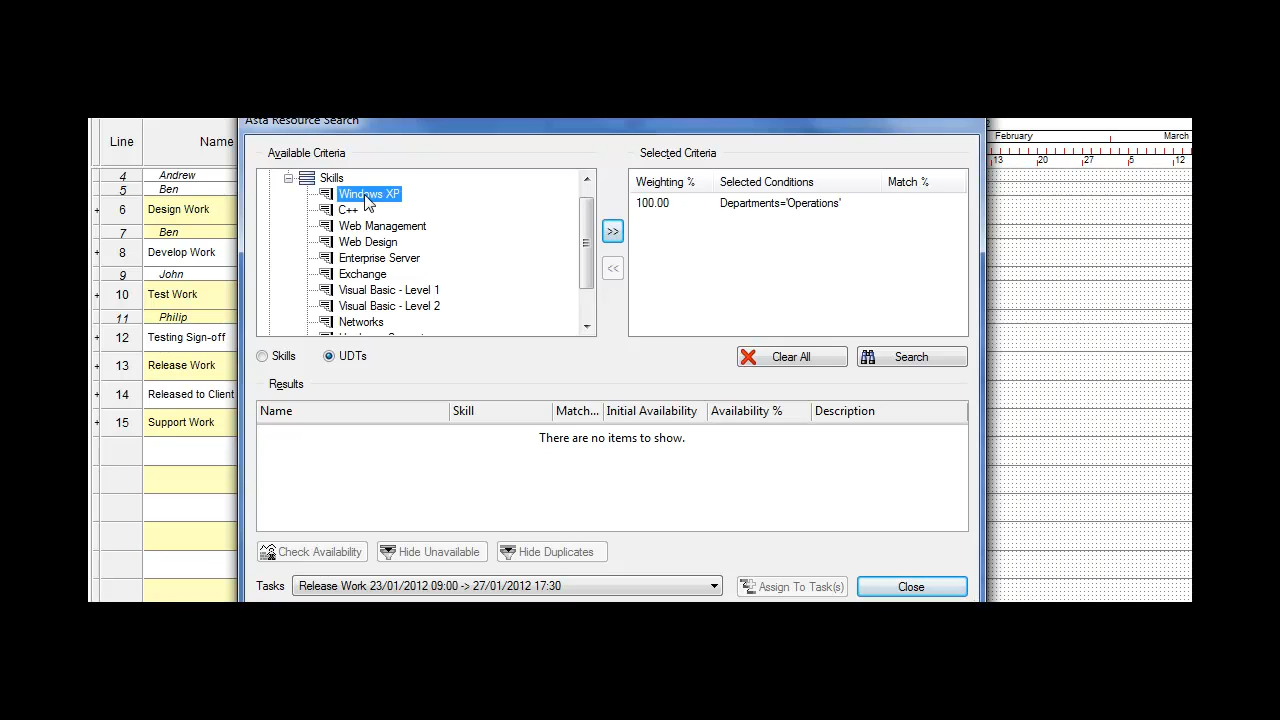 Asta Resource Search
Line Name
4 Andrew
5 Ben
6 Design Work
7 Ben
8 Develop Work
9 John
10 Test Work
11 Philip
12 Testing Sign-off
13 Release Work
14 Released to Client
15 Support Work
Available Criteria
Skills
Windows XP
C++
Web Management
Web Design
Enterprise Server
Exchange
Visual Basic - Level 1
Visual Basic - Level 2
Networks
>>
<<
Selected Criteria
Weighting % Selected Conditions Match %
100.00 Departments='Operations'
Skills UDTs
Clear All Search
Results
Name Skill Match... Initial Availability Availability % Description
There are no items to show.
Check Availability Hide Unavailable Hide Duplicates
Tasks Release Work 23/01/2012 09:00 -> 27/01/2012 17:30 Assign To Task(s) Close
February March
13 20 27 5 12